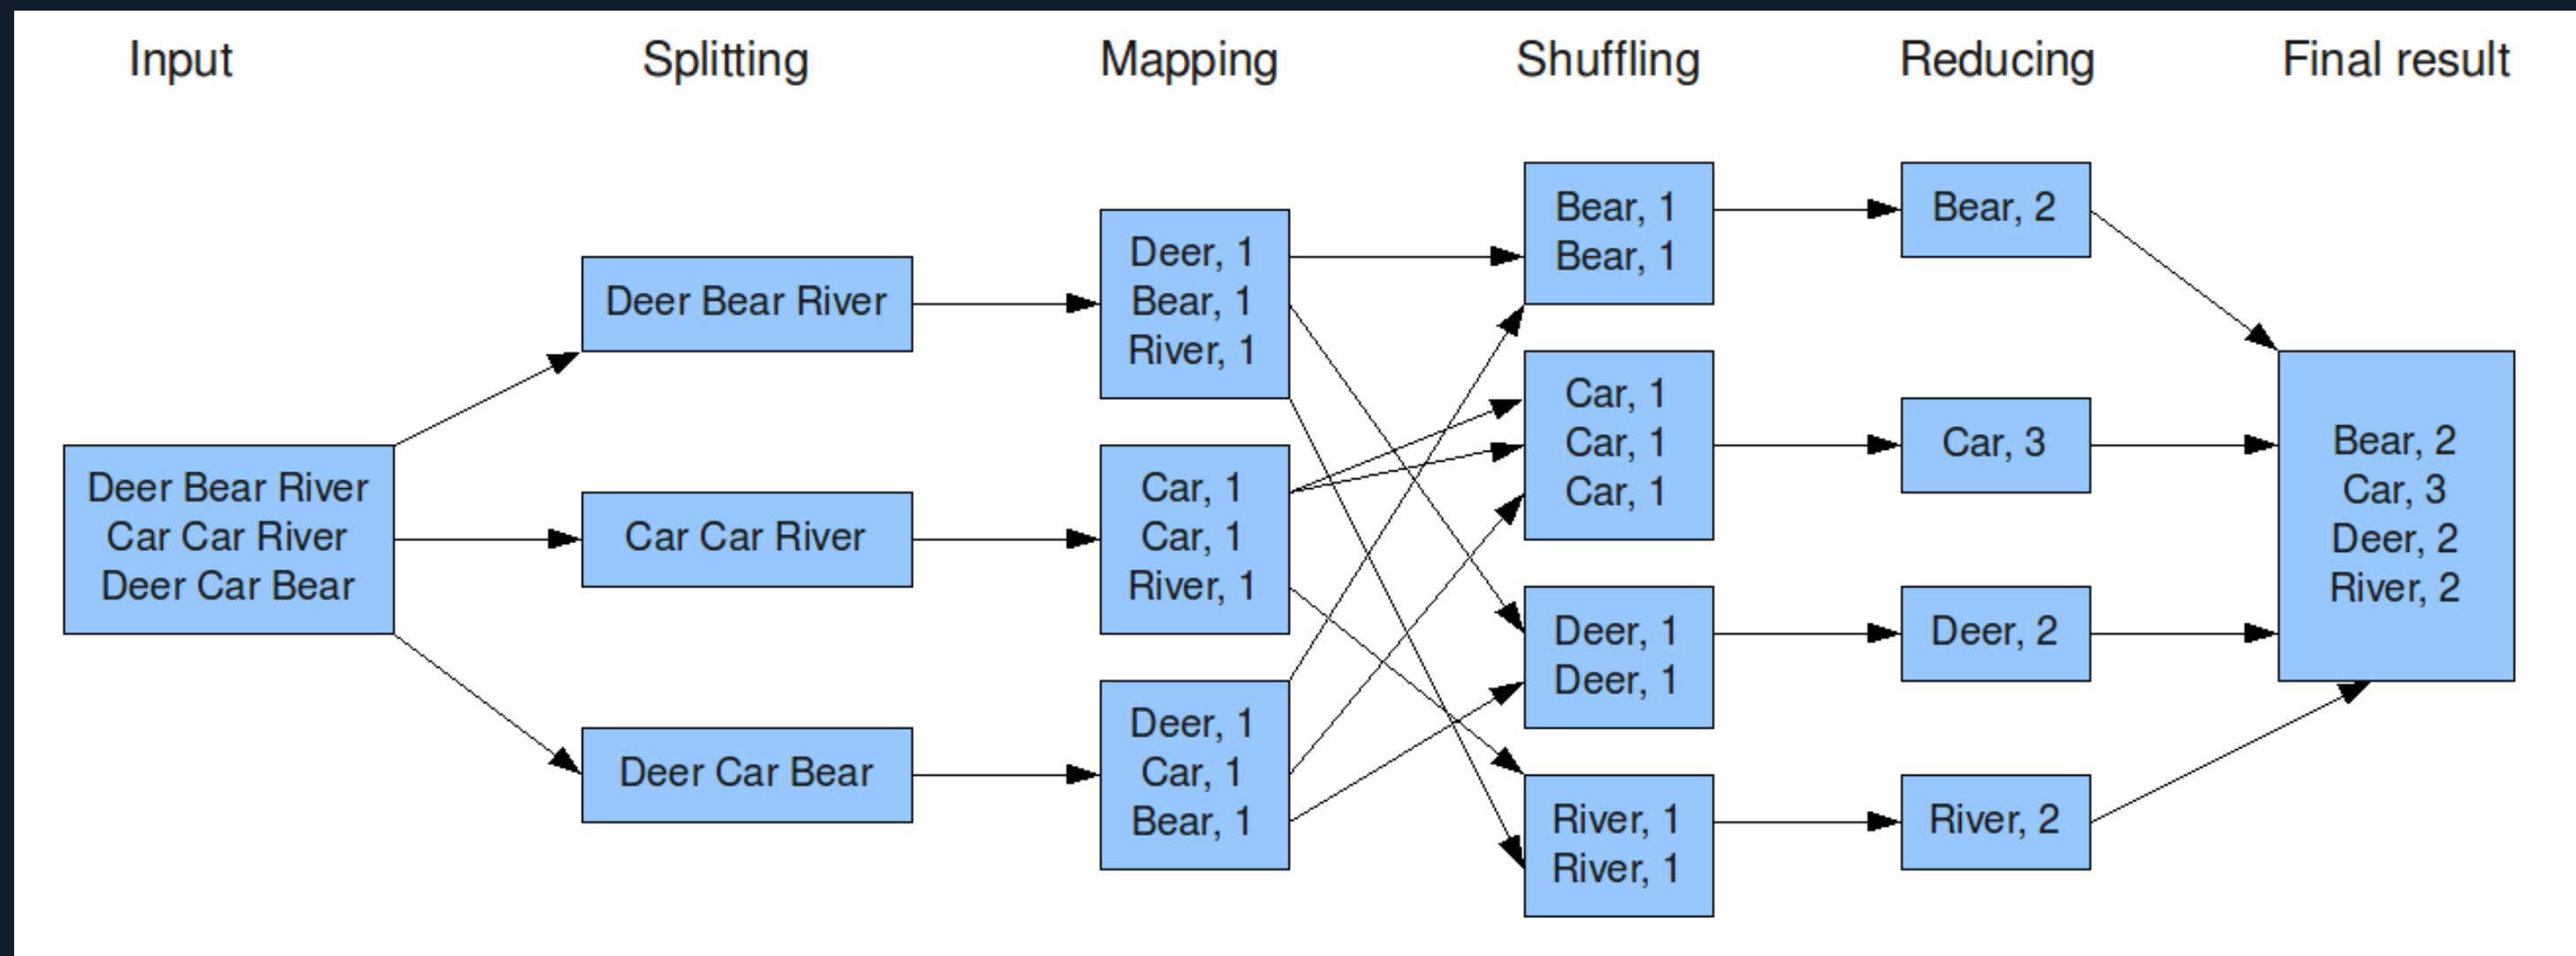 Input
Splitting
Mapping
Shuffling
Reducing
Final result
Deer Bear River
Car Car River
Deer Car Bear
Deer Bear River
Car Car River
Deer Car Bear
Deer, 1
Bear, 1
River, 1
Car, 1
Car, 1
River, 1
Deer, 1
Car, 1
Bear, 1
Bear, 1
Bear, 1
Car, 1
Car, 1
Car, 1
Deer, 1
Deer, 1
River, 1
River, 1
Bear, 2
Car, 3
Deer, 2
River, 2
Bear, 2
Car, 3
Deer, 2
River, 2